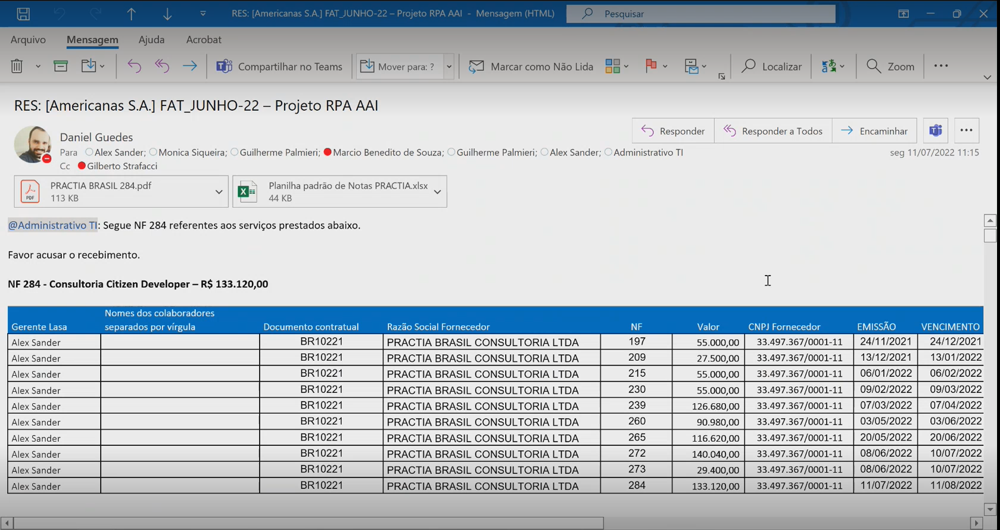 RES: [Americanas S.A.] FAT_JUNHO-22 – Projeto RPA AAI - Mensagem (HTML)
Pesquisar
Arquivo Mensagem Ajuda Acrobat
Compartilhar no Teams Mover para: ? Marcar como Não Lida Localizar Zoom
RES: [Americanas S.A.] FAT_JUNHO-22 – Projeto RPA AAI
Responder Responder a Todos Encaminhar
Daniel Guedes
Para Alex Sander; Monica Siqueira; Guilherme Palmieri; Marcio Benedito de Souza; Guilherme Palmieri; Alex Sander; Administrativo TI
seg 11/07/2022 11:15
Cc Gilberto Strafacci
PDF
PRACTIA BRASIL 284.pdf
113 KB
Planilha padrão de Notas PRACTIA.xlsx
44 KB
@Administrativo TI: Segue NF 284 referentes aos serviços prestados abaixo.
Favor acusar o recebimento.
NF 284 - Consultoria Citizen Developer – R$ 133.120,00
Gerente Lasa Nomes dos colaboradores separados por vírgula Documento contratual Razão Social Fornecedor NF Valor CNPJ Fornecedor EMISSÃO VENCIMENTO
Alex Sander BR10221 PRACTIA BRASIL CONSULTORIA LTDA 197 55.000,00 33.497.367/0001-11 24/11/2021 24/12/2021
Alex Sander BR10221 PRACTIA BRASIL CONSULTORIA LTDA 209 27.500,00 33.497.367/0001-11 13/12/2021 13/01/2022
Alex Sander BR10221 PRACTIA BRASIL CONSULTORIA LTDA 215 55.000,00 33.497.367/0001-11 06/01/2022 06/02/2022
Alex Sander BR10221 PRACTIA BRASIL CONSULTORIA LTDA 230 55.000,00 33.497.367/0001-11 09/02/2022 09/03/2022
Alex Sander BR10221 PRACTIA BRASIL CONSULTORIA LTDA 239 126.680,00 33.497.367/0001-11 07/03/2022 07/04/2022
Alex Sander BR10221 PRACTIA BRASIL CONSULTORIA LTDA 260 90.980,00 33.497.367/0001-11 03/05/2022 03/06/2022
Alex Sander BR10221 PRACTIA BRASIL CONSULTORIA LTDA 265 116.620,00 33.497.367/0001-11 20/05/2022 20/06/2022
Alex Sander BR10221 PRACTIA BRASIL CONSULTORIA LTDA 272 140.040,00 33.497.367/0001-11 08/06/2022 10/07/2022
Alex Sander BR10221 PRACTIA BRASIL CONSULTORIA LTDA 273 29.400,00 33.497.367/0001-11 08/06/2022 10/07/2022
Alex Sander BR10221 PRACTIA BRASIL CONSULTORIA LTDA 284 133.120,00 33.497.367/0001-11 11/07/2022 11/08/2022